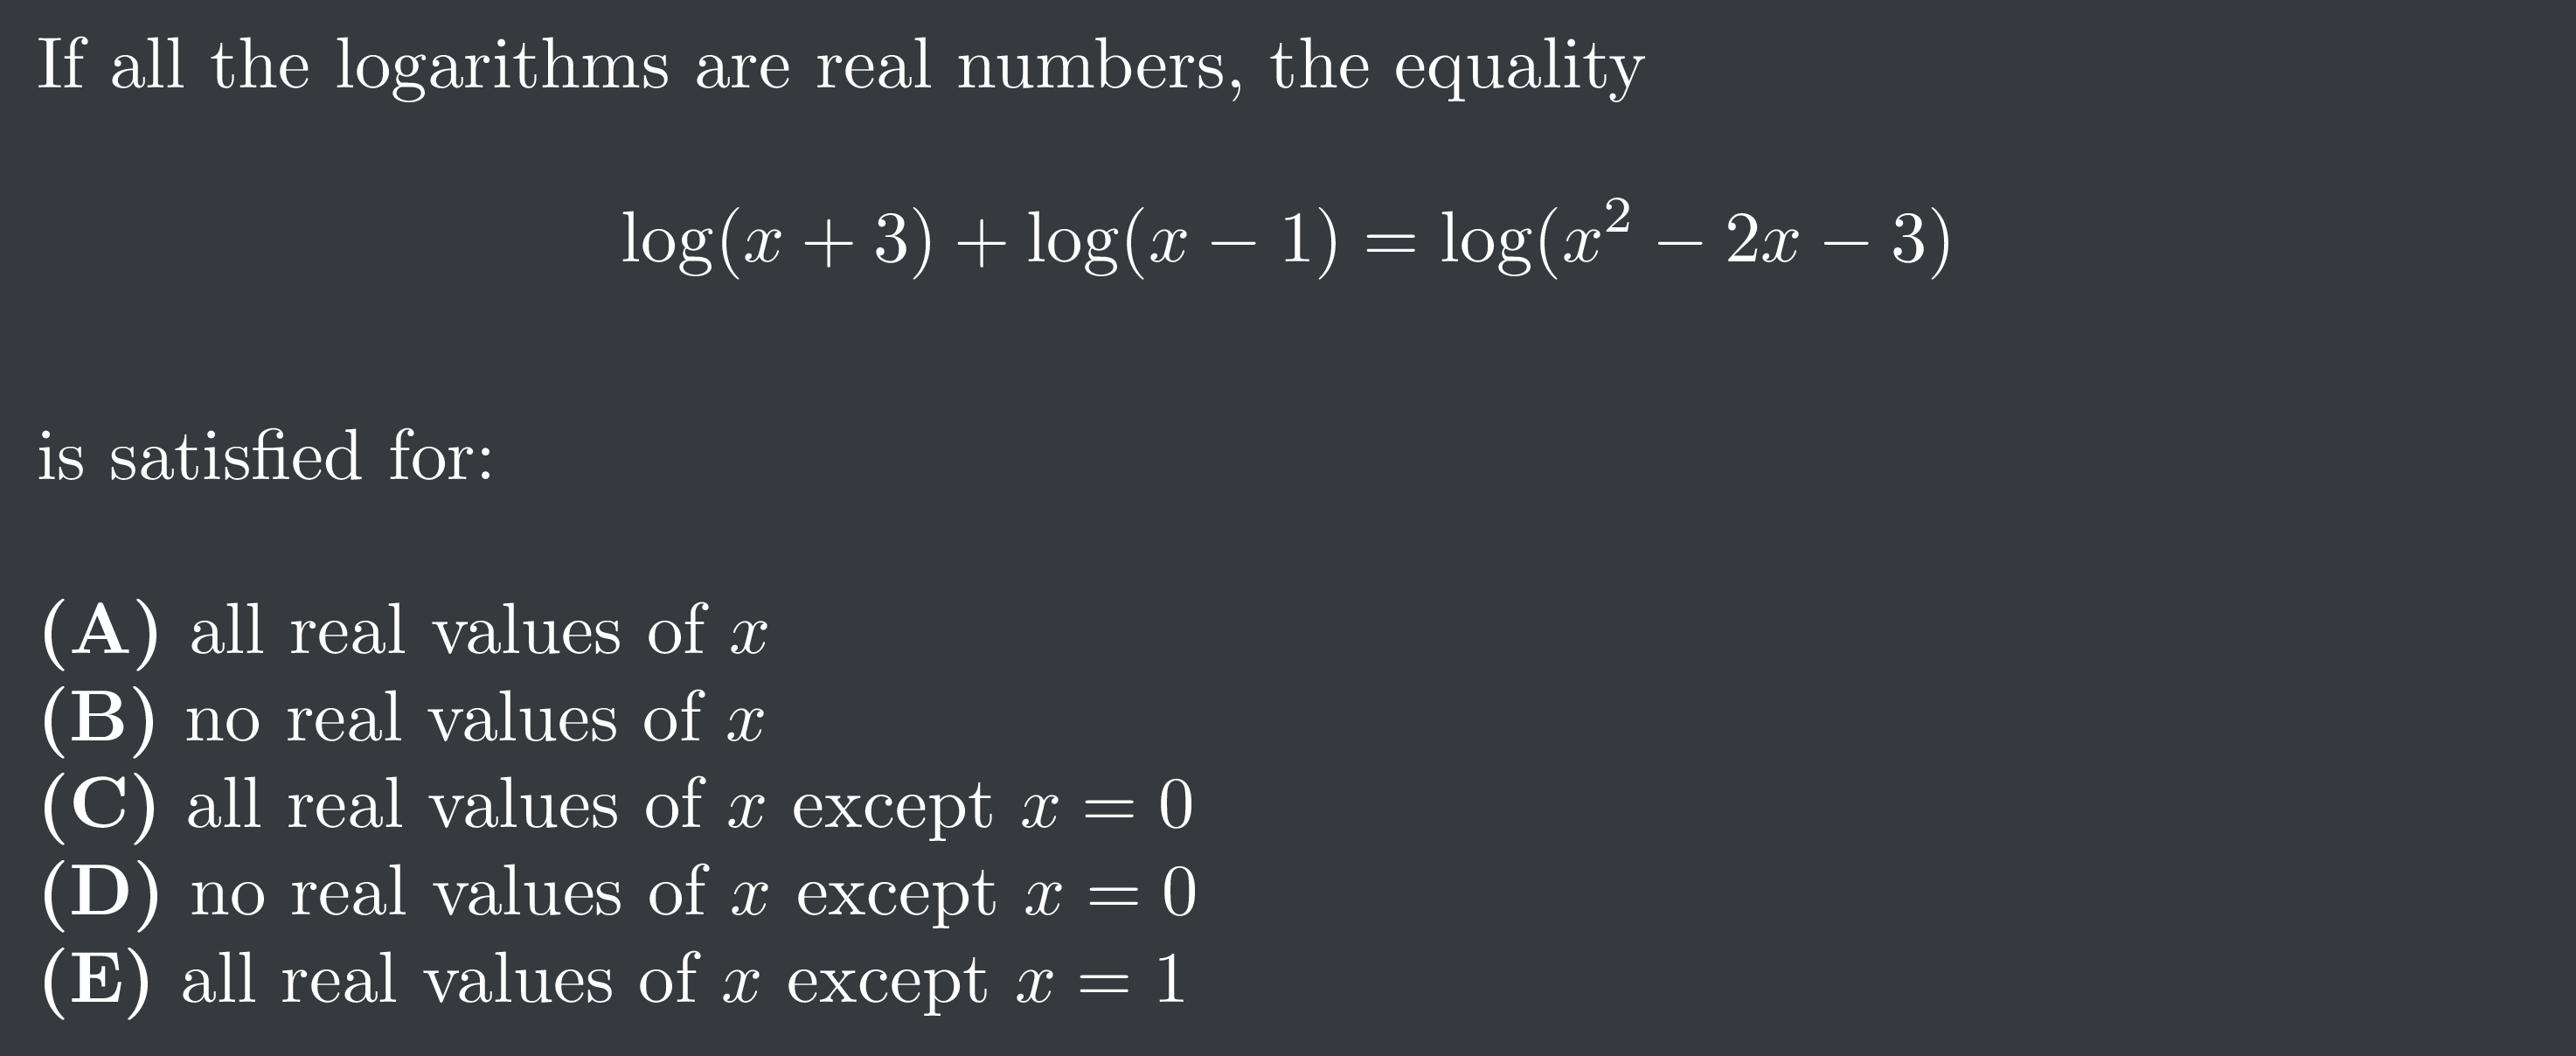 If all the logarithms are real numbers, the equality
log(x + 3) + log(x − 1) = log(x² − 2x − 3)
is satisfied for:
(A) all real values of x
(B) no real values of x
(C) all real values of x except x = 0
(D) no real values of x except x = 0
(E) all real values of x except x = 1